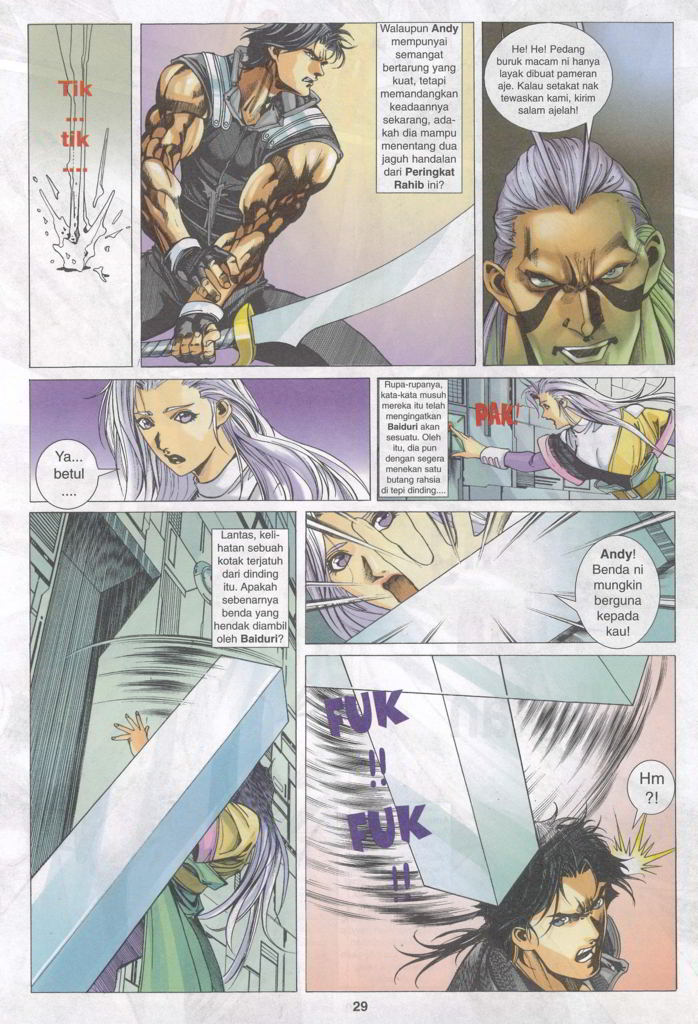 Tik
...
tik
....
Walaupun Andy
mempunyai
semangat
bertarung yang
kuat, tetapi
memandangkan
keadaannya
sekarang, ada-
kah dia mampu
menentang dua
jaguh handalan
dari Peringkat
Rahib ini?
He! He! Pedang
buruk macam ni hanya
layak dibuat pameran
aje. Kalau setakat nak
tewaskan kami, kirim
salam ajelah!
Ya...
betul
....
Rupa-rupanya,
kata-kata musuh
mereka itu telah
mengingatkan
Baiduri akan
sesuatu. Oleh
itu, dia pun
dengan segera
menekan satu
butang rahsia
di tepi dinding....
PAK!
Lantas, keli-
hatan sebuah
kotak terjatuh
dari dinding
itu. Apakah
sebenarnya
benda yang
hendak diambil
oleh Baiduri?
Andy!
Benda ni
mungkin
berguna
kepada
kau!
FUK
!!
FUK
!!
Hm
?!
29